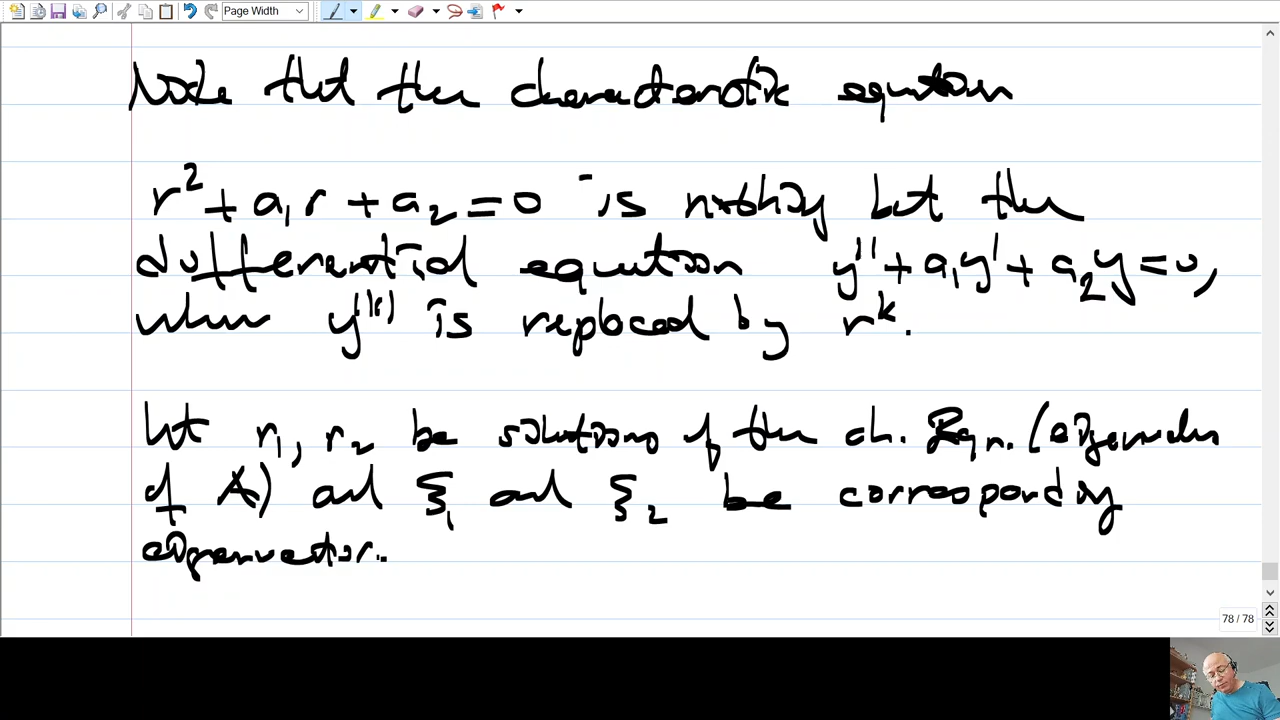 Page Width
Note that the characteristic equation
r² + a₁r + a₂ = 0 is nothing but the
differential equation y'' + a₁y' + a₂y = 0,
when y⁽ᵏ⁾ is replaced by rᵏ.
let r₁, r₂ be solutions of the ch. Eqn. (eigenvalues
of A) and ξ₁ and ξ₂ be corresponding
eigenvector.
78 / 78